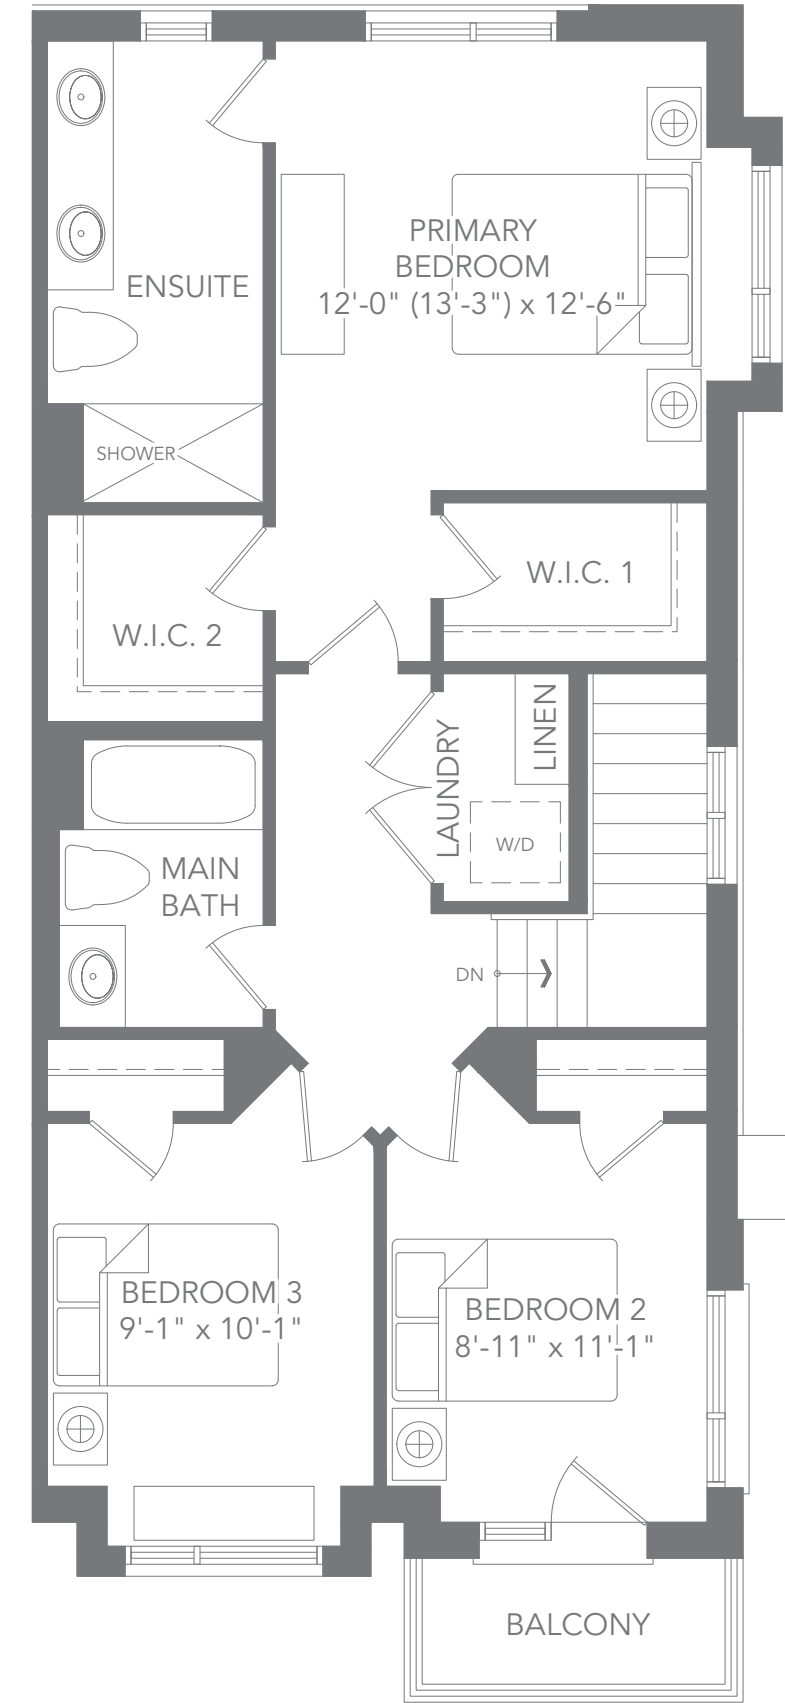 PRIMARY
BEDROOM
12'-0" (13'-3") x 12'-6"
ENSUITE
SHOWER
W.I.C. 1
W.I.C. 2
LINEN
LAUNDRY
W/D
MAIN
BATH
DN
BEDROOM 3
9'-1" x 10'-1"
BEDROOM 2
8'-11" x 11'-1"
BALCONY